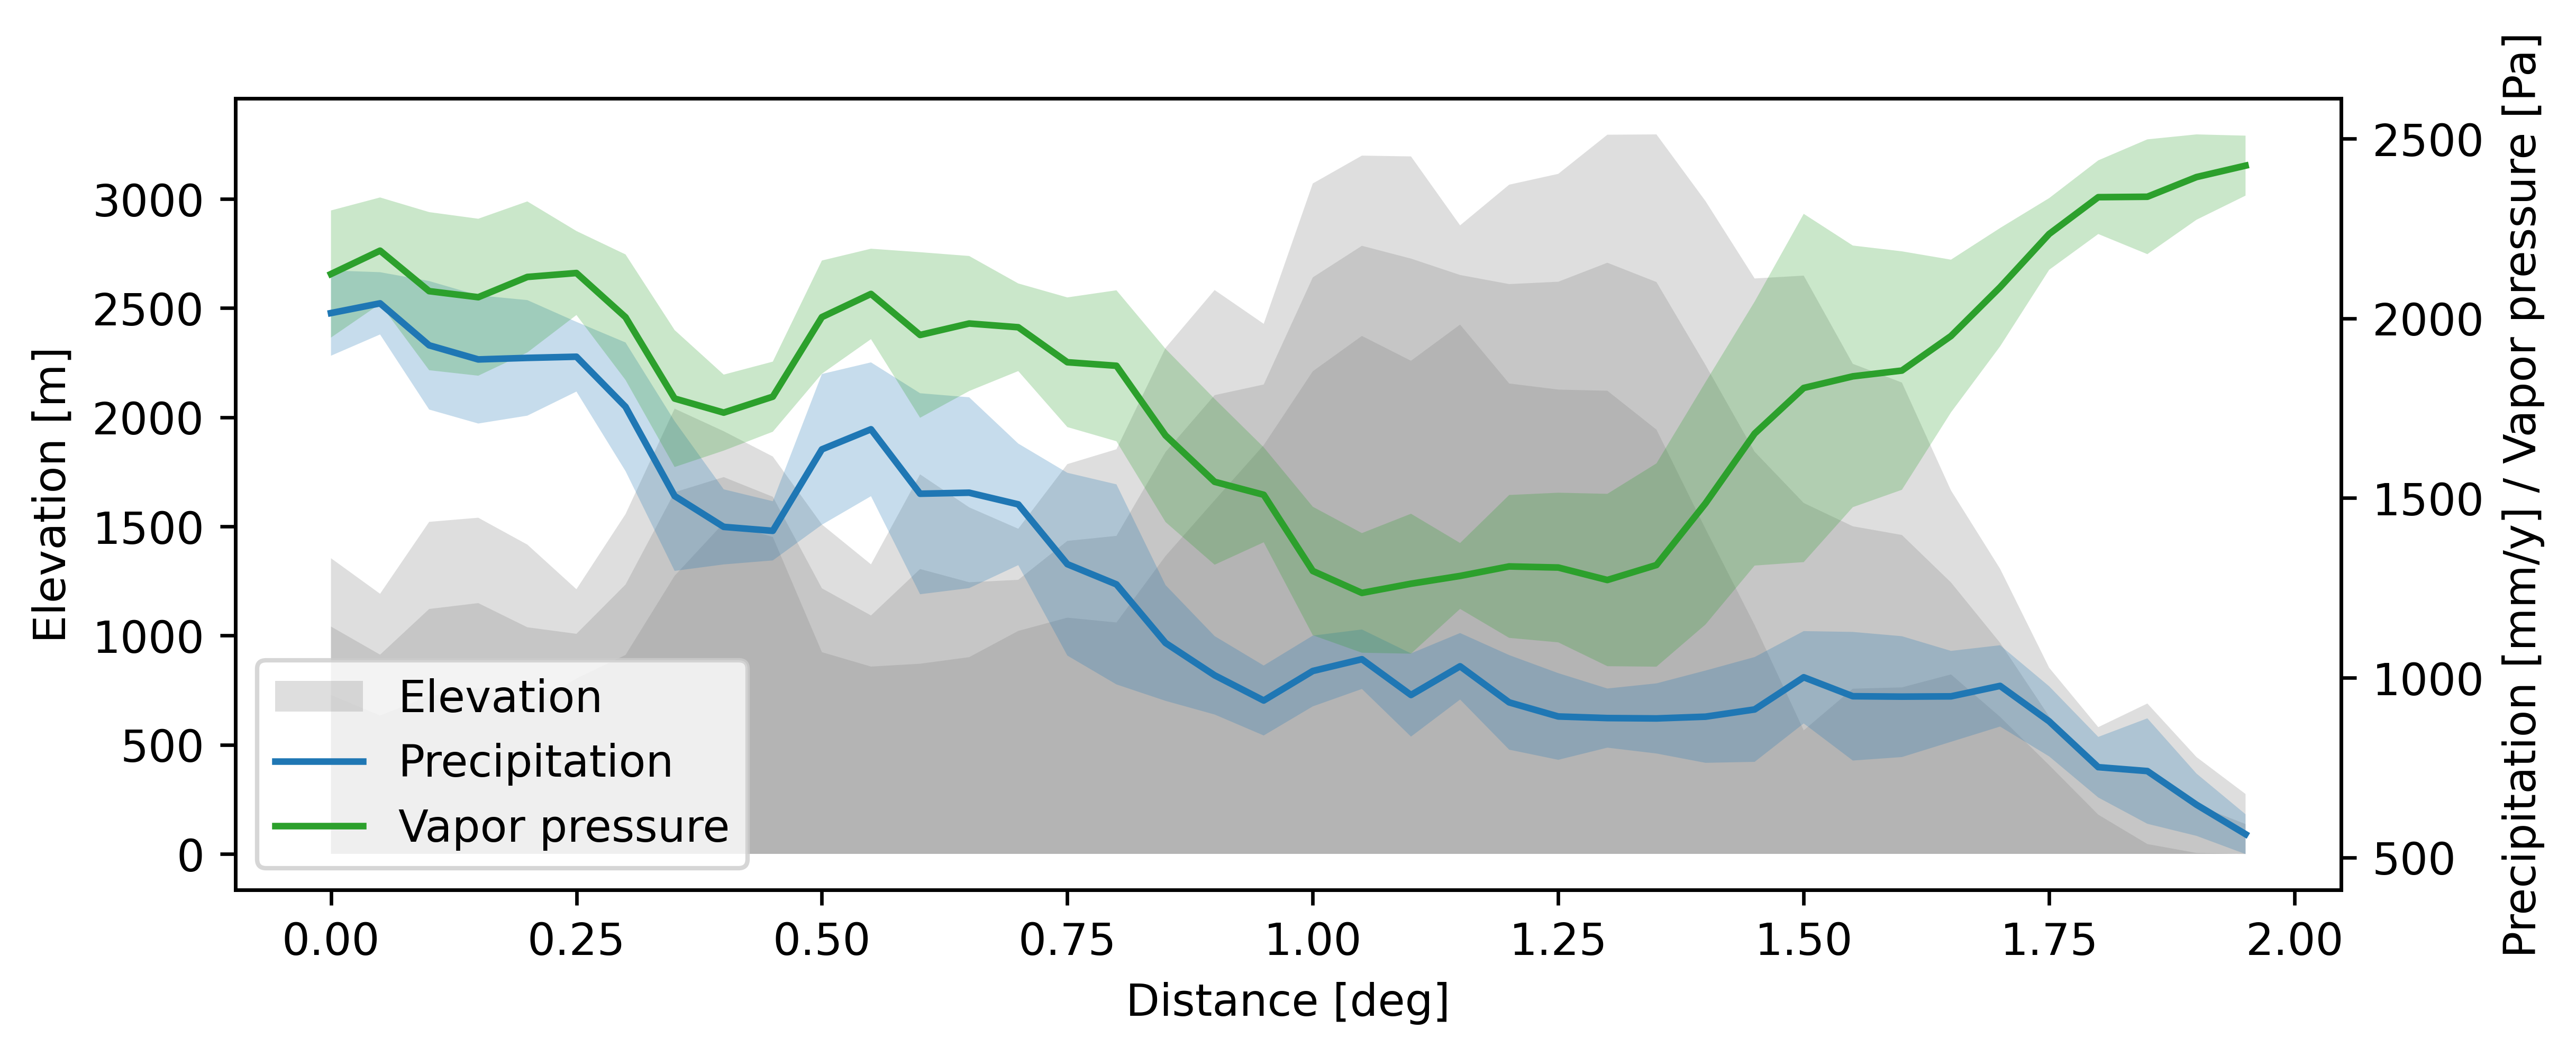 Elevation [m]
3000
2500
2000
1500
1000
500
0
Elevation
Precipitation
Vapor pressure
0.00 0.25 0.50 0.75 1.00 1.25 1.50 1.75 2.00
Distance [deg]
2500
2000
1500
1000
500
Precipitation [mm/y] / Vapor pressure [Pa]